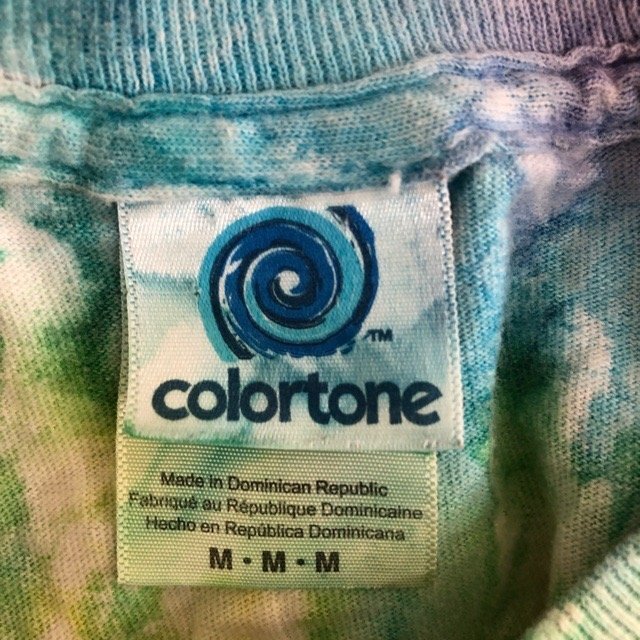 TM
colortone
Made in Dominican Republic
Fabriqué au République Dominicaine
Hecho en República Dominicana
M • M • M